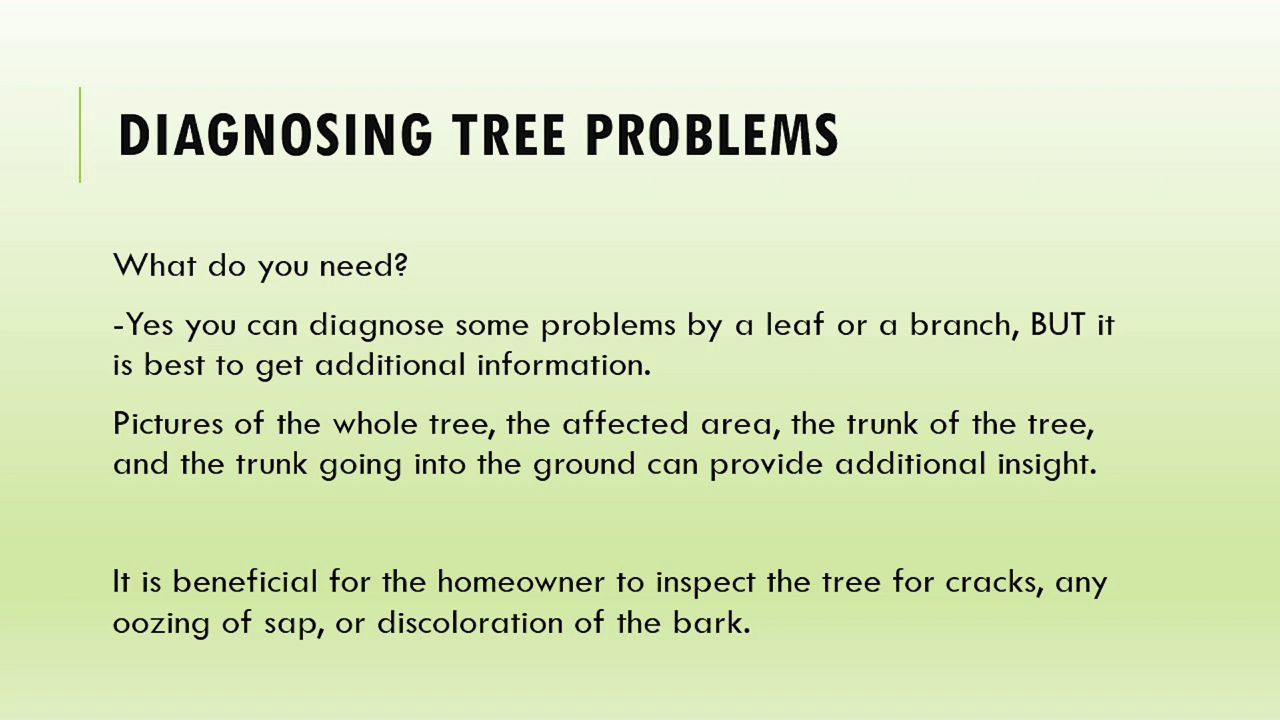 DIAGNOSING TREE PROBLEMS
What do you need?
-Yes you can diagnose some problems by a leaf or a branch, BUT it
is best to get additional information.
Pictures of the whole tree, the affected area, the trunk of the tree,
and the trunk going into the ground can provide additional insight.
It is beneficial for the homeowner to inspect the tree for cracks, any
oozing of sap, or discoloration of the bark.